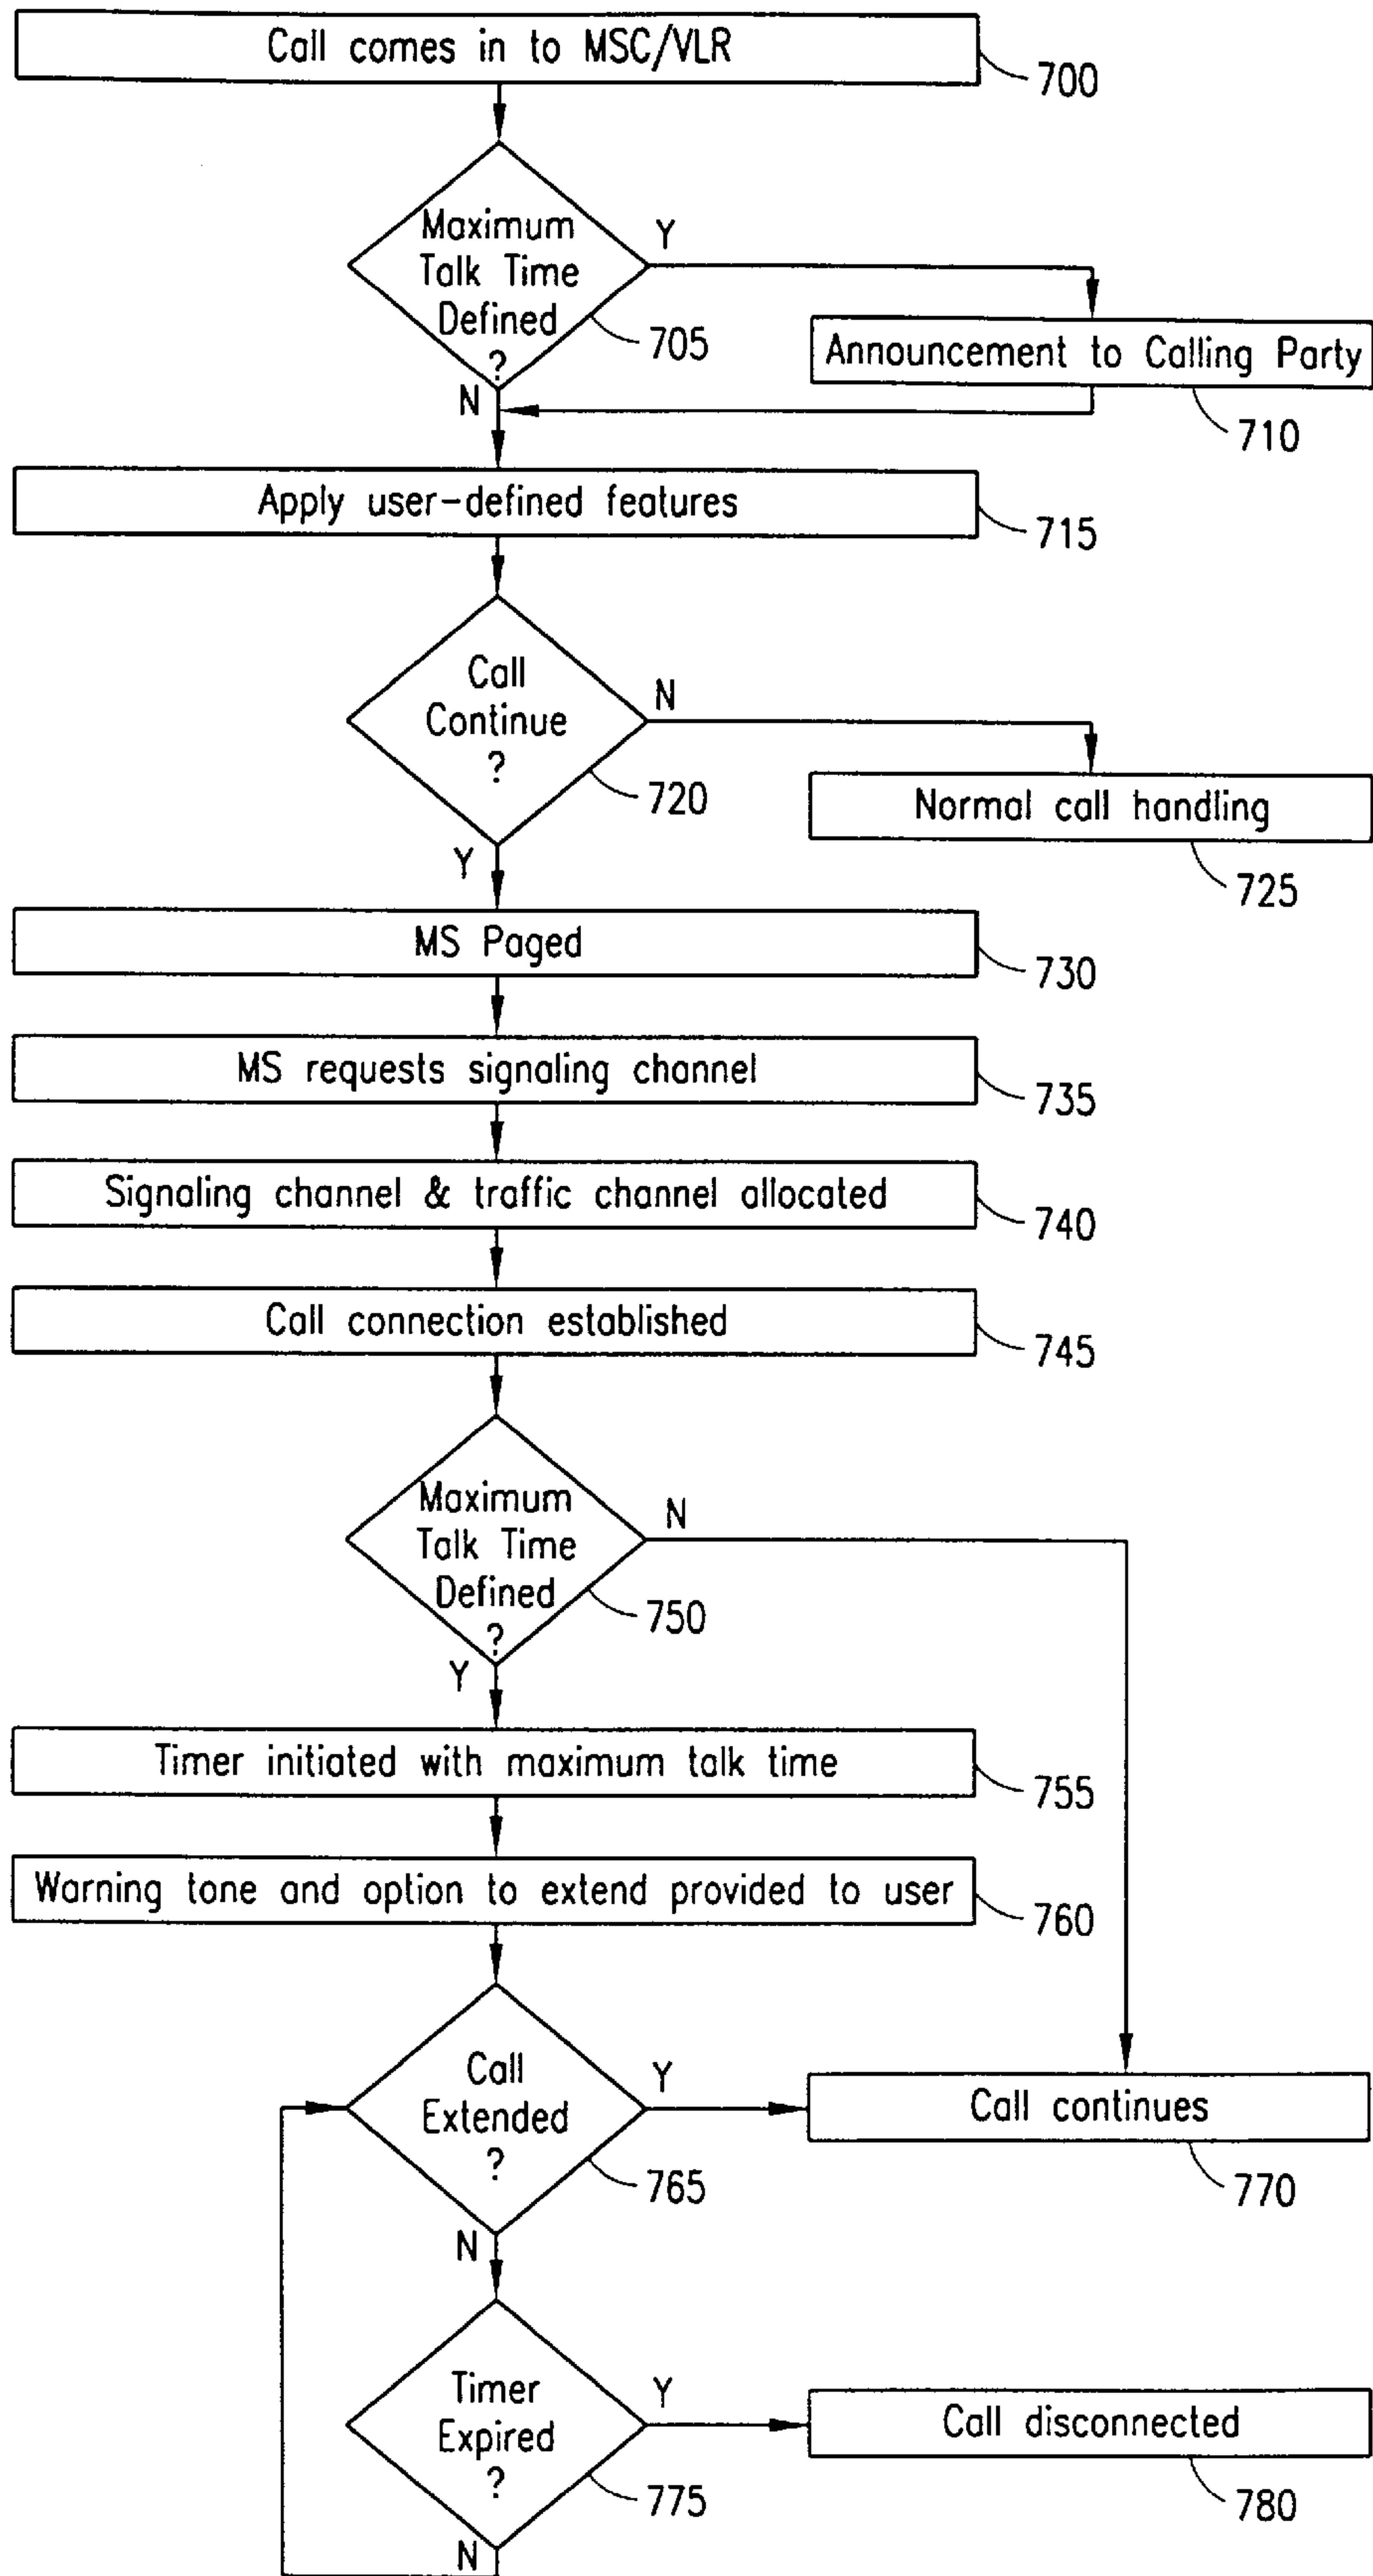 Call comes in to MSC/VLR
700
Maximum
Talk Time
Defined
?
705
Y
N
Announcement to Calling Party
710
Apply user-defined features
715
Call
Continue
?
720
N
Y
Normal call handling
725
MS Paged
730
MS requests signaling channel
735
Signaling channel & traffic channel allocated
740
Call connection established
745
Maximum
Talk Time
Defined
?
750
N
Y
Timer initiated with maximum talk time
755
Warning tone and option to extend provided to user
760
Call
Extended
?
765
Y
N
Call continues
770
Timer
Expired
?
775
Y
N
Call disconnected
780